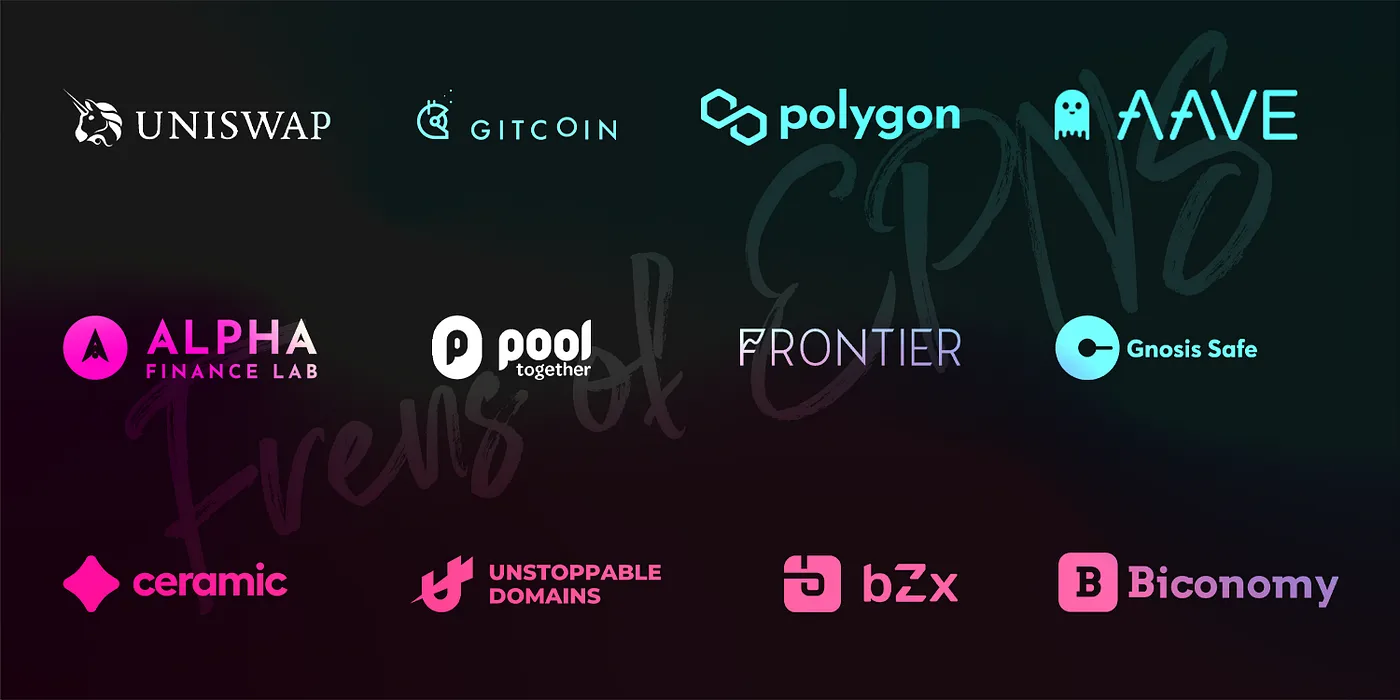 UNISWAP
GITCOIN
polygon
AAVE
ALPHA
FINANCE LAB
P pool
together
FRONTIER
Gnosis Safe
ceramic
UNSTOPPABLE
DOMAINS
b bZx
B Biconomy
Frens of EPNS